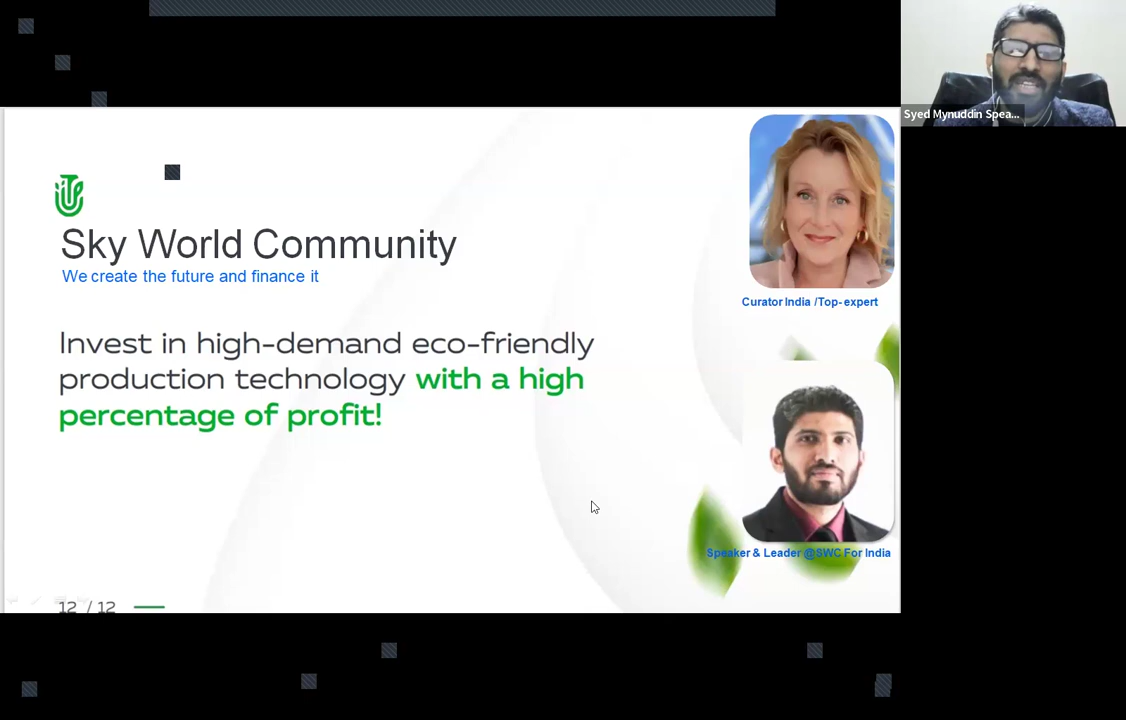 Syed Mynuddin Spea...
Sky World Community
We create the future and finance it
Invest in high-demand eco-friendly
production technology with a high
percentage of profit!
Curator India /Top-expert
Speaker & Leader @SWC For India
12 / 12